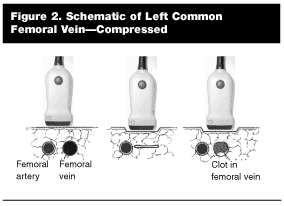 Figure 2. Schematic of Left Common
Femoral Vein—Compressed
Femoral artery
Femoral vein
Clot in femoral vein